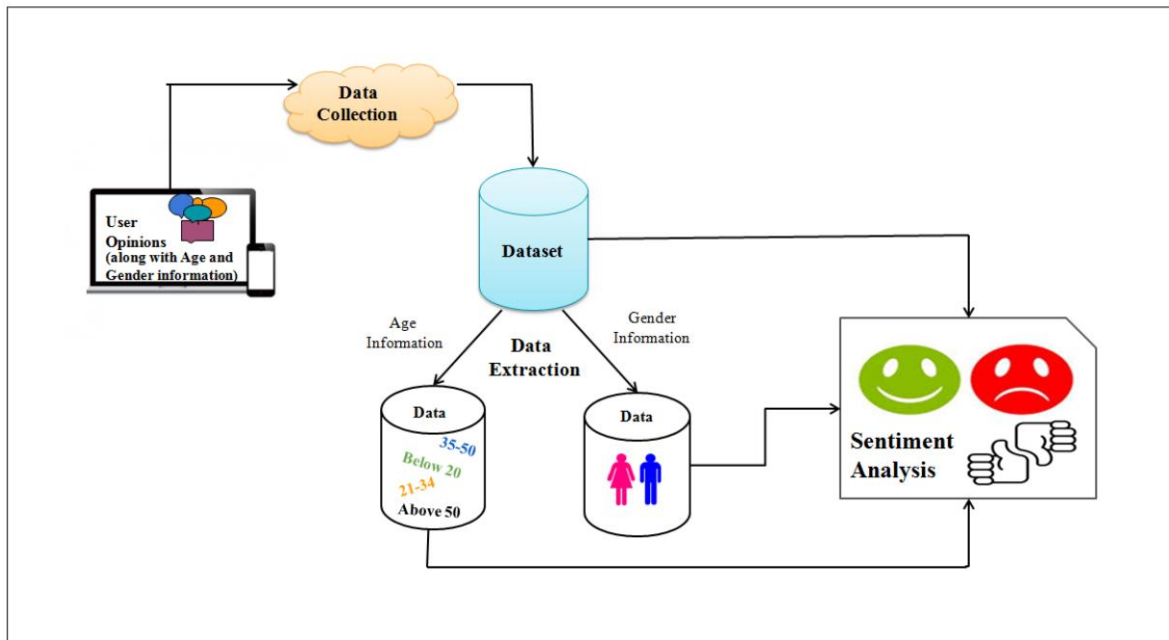 Data
Collection
User
Opinions
(along with Age and
Gender information)
Dataset
Age
Information
Data
Extraction
Gender
Information
Data
35-50
Below 20
21-34
Above 50
Data
Sentiment
Analysis